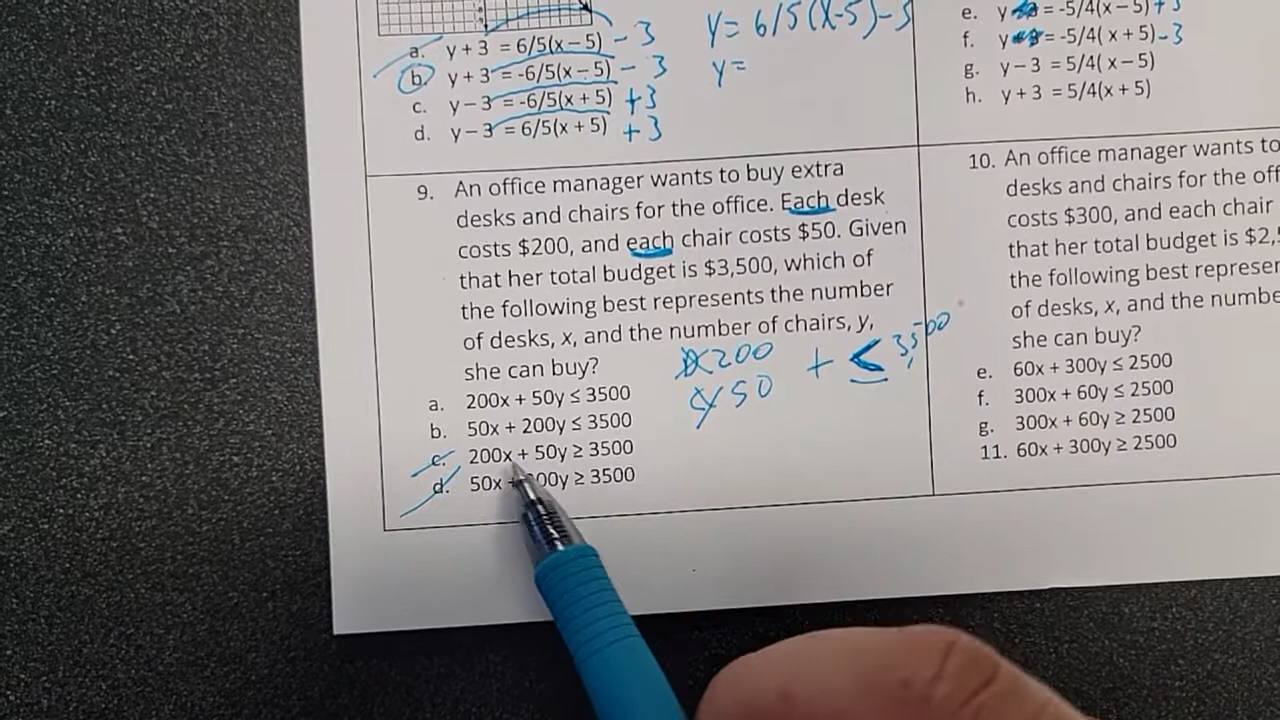 a. y + 3 = 6/5(x – 5) - 3
b. y + 3 = -6/5(x – 5) - 3
c. y – 3 = -6/5(x + 5) +3
d. y – 3 = 6/5(x + 5) +3
y = 6/5(x-5)-3
y =
e. y = -5/4(x – 5)+3
f. y = -5/4( x + 5)-3
g. y – 3 = 5/4( x – 5)
h. y + 3 = 5/4(x + 5)
9. An office manager wants to buy extra
desks and chairs for the office. Each desk
costs $200, and each chair costs $50. Given
that her total budget is $3,500, which of
the following best represents the number
of desks, x, and the number of chairs, y,
she can buy?
x200
y50
+ ≤ 3,500
a. 200x + 50y ≤ 3500
b. 50x + 200y ≤ 3500
c. 200x + 50y ≥ 3500
d. 50x + 200y ≥ 3500
10. An office manager wants to
desks and chairs for the off
costs $300, and each chair
that her total budget is $2,
the following best represen
of desks, x, and the numbe
she can buy?
e. 60x + 300y ≤ 2500
f. 300x + 60y ≤ 2500
g. 300x + 60y ≥ 2500
11. 60x + 300y ≥ 2500